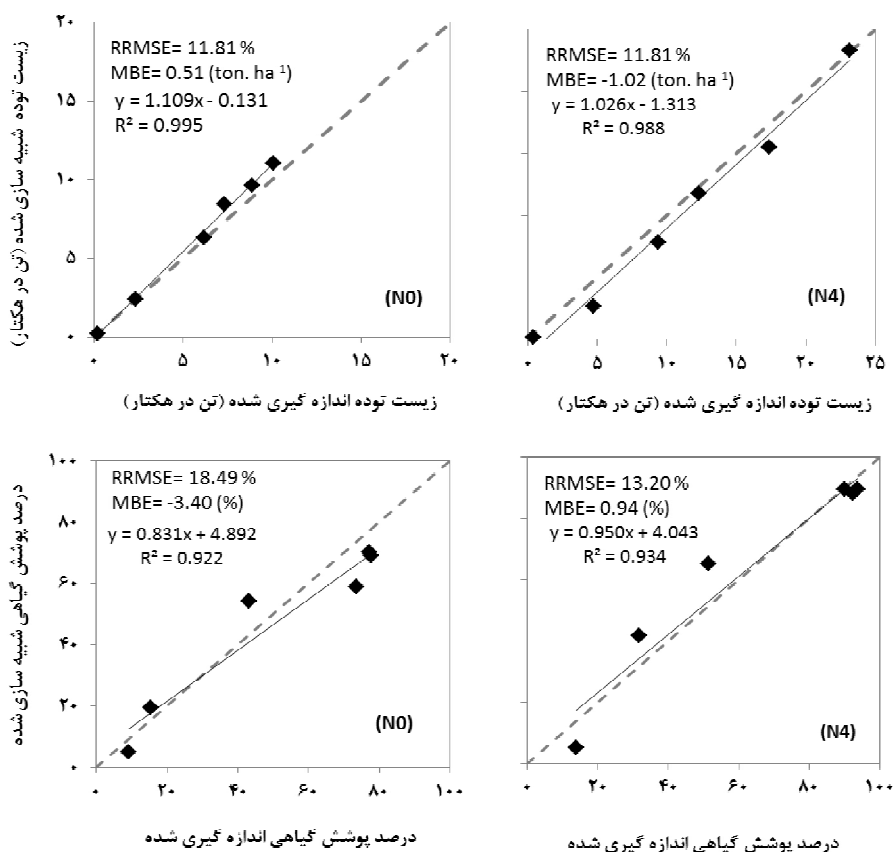 ۲۰
۱۵
۱۰
۵
۰
زیست توده شبیه سازی شده (تن در هکتار)
RRMSE= 11.81 %
MBE= 0.51 (ton. ha ¹)
y = 1.109x - 0.131
R² = 0.995
(N0)
۰ ۵ ۱۰ ۱۵ ۲۰
زیست توده اندازه گیری شده (تن در هکتار)
RRMSE= 11.81 %
MBE= -1.02 (ton. ha ¹)
y = 1.026x - 1.313
R² = 0.988
(N4)
۰ ۵ ۱۰ ۱۵ ۲۰ ۲۵
زیست توده اندازه گیری شده (تن در هکتار)
۱۰۰
۸۰
۶۰
۴۰
۲۰
۰
درصد پوشش گیاهی شبیه سازی شده
RRMSE= 18.49 %
MBE= -3.40 (%)
y = 0.831x + 4.892
R² = 0.922
(N0)
۰ ۲۰ ۴۰ ۶۰ ۸۰ ۱۰۰
درصد پوشش گیاهی اندازه گیری شده
RRMSE= 13.20 %
MBE= 0.94 (%)
y = 0.950x + 4.043
R² = 0.934
(N4)
۰ ۲۰ ۴۰ ۶۰ ۸۰ ۱۰۰
درصد پوشش گیاهی اندازه گیری شده